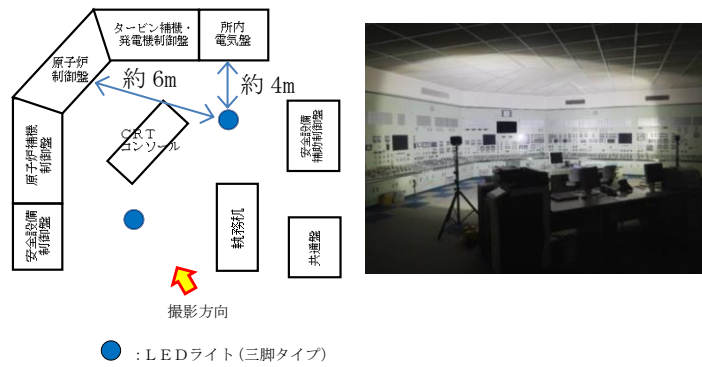 タービン補機・
発電機制御盤
所内
電気盤
原子炉
制御盤
約 6m
約 4m
CRT
コンソール
安全設備
補助制御盤
原子炉補機
制御盤
安全設備
制御盤
執務机
共通盤
撮影方向
:LEDライト(三脚タイプ)